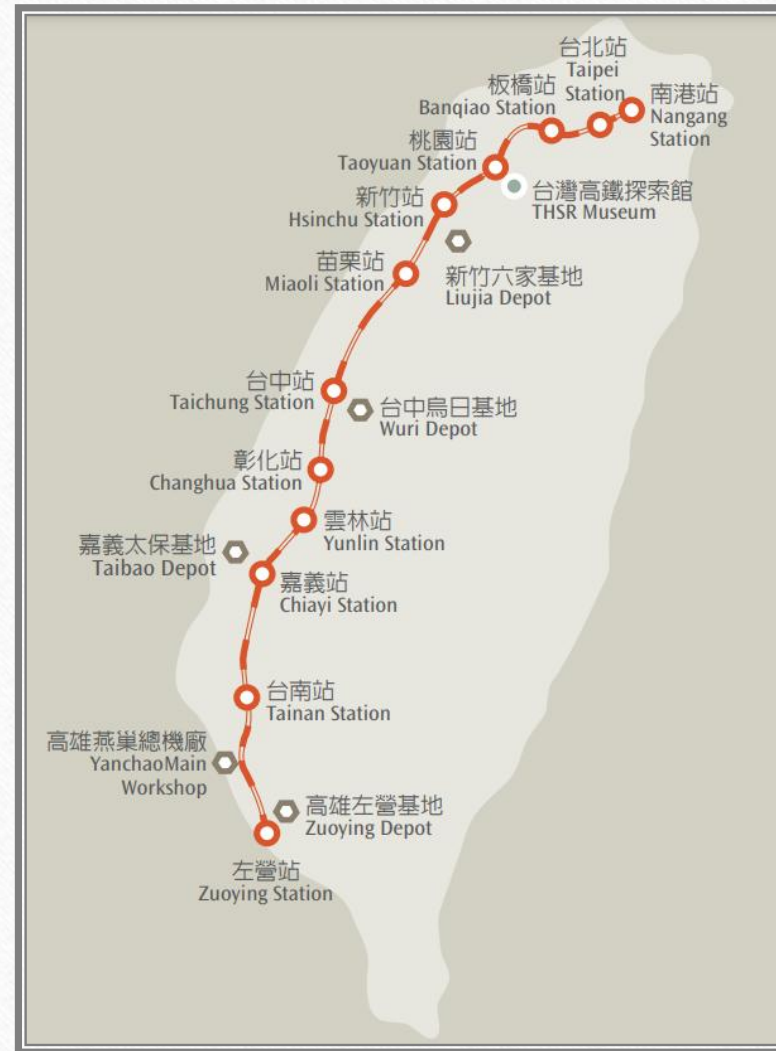 台北站
Taipei
Station
板橋站
Banqiao Station
南港站
Nangang
Station
桃園站
Taoyuan Station
台灣高鐵探索館
THSR Museum
新竹站
Hsinchu Station
新竹六家基地
Liujia Depot
苗栗站
Miaoli Station
台中站
Taichung Station
台中烏日基地
Wuri Depot
彰化站
Changhua Station
雲林站
Yunlin Station
嘉義太保基地
Taibao Depot
嘉義站
Chiayi Station
台南站
Tainan Station
高雄燕巢總機廠
YanchaoMain
Workshop
高雄左營基地
Zuoying Depot
左營站
Zuoying Station